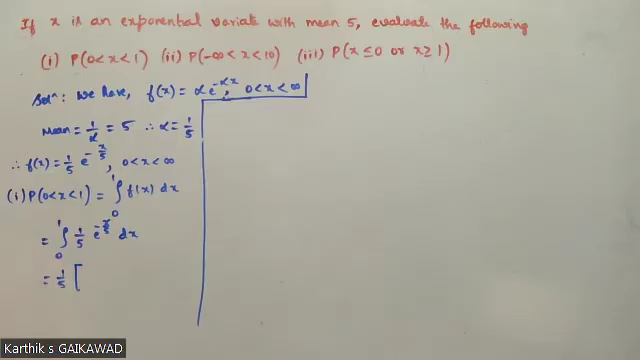 If x is an exponential variate with mean 5, evaluate the following
(i) P(0<x<1) (ii) P(-∞<x<10) (iii) P(x≤0 or x≥1)
Solⁿ: We have, f(x) = αe^{-αx}, 0<x<∞
Mean = 1/α = 5 ∴ α = 1/5
∴ f(x) = 1/5 e^{-x/5}, 0<x<∞
(i) P(0<x<1) = ∫₀¹ f(x) dx
= ∫₀¹ 1/5 e^{-x/5} dx
= 1/5 [
Karthik s GAIKAWAD